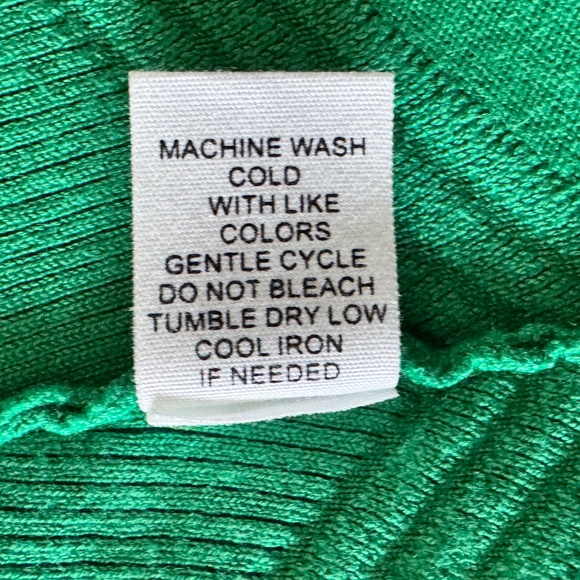 MACHINE WASH
COLD
WITH LIKE
COLORS
GENTLE CYCLE
DO NOT BLEACH
TUMBLE DRY LOW
COOL IRON
IF NEEDED